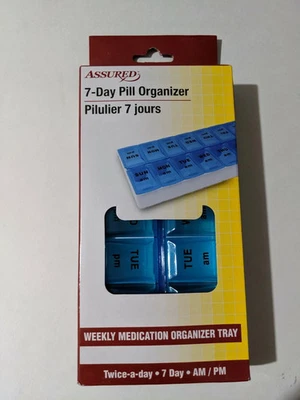 ASSURED
7-Day Pill Organizer
Pilulier 7 jours
TUE
pm
TUE
am
WEEKLY MEDICATION ORGANIZER TRAY
Twice-a-day • 7 Day • AM / PM